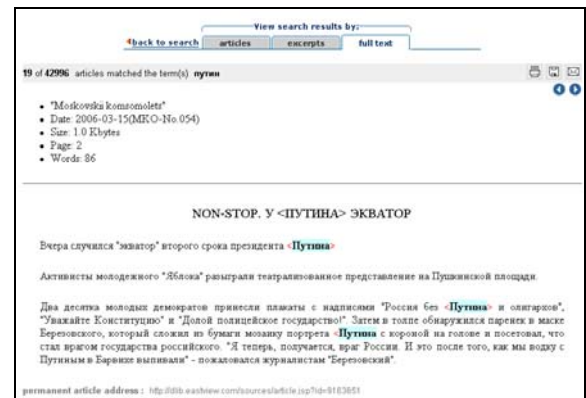 View search results by:
back to search articles excerpts full text
19 of 42996 articles matched the term(s) путин
• "Moskovskii komsomolets"
• Date: 2006-03-15(MKO-No.054)
• Size: 1.0 Kbytes
• Page: 2
• Words: 86
NON-STOP. У <ПУТИНА> ЭКВАТОР
Вчера случился "экватор" второго срока президента <Путина>
Активисты молодежного "Яблока" разыграли театрализованное представление на Пушкинской площади.
Два десятка молодых демократов принесли плакаты с надписями "Россия без <Путина> и олигархов",
"Уважайте Конституцию" и "Долой полицейское государство!". Затем в толпе обнаружился паренек в маске
Березовского, который сложил из бумаги мозаику портрета <Путина с короной на голове и посетовал, что
стал врагом государства российского. "Я теперь, получается, враг России. И это после того, как мы водку с
Путиным в Барвихе выпивали" - пожаловался журналистам "Березовский".
permanent article address : http://dlib.eastview.com/sources/article.jsp?id=9163651